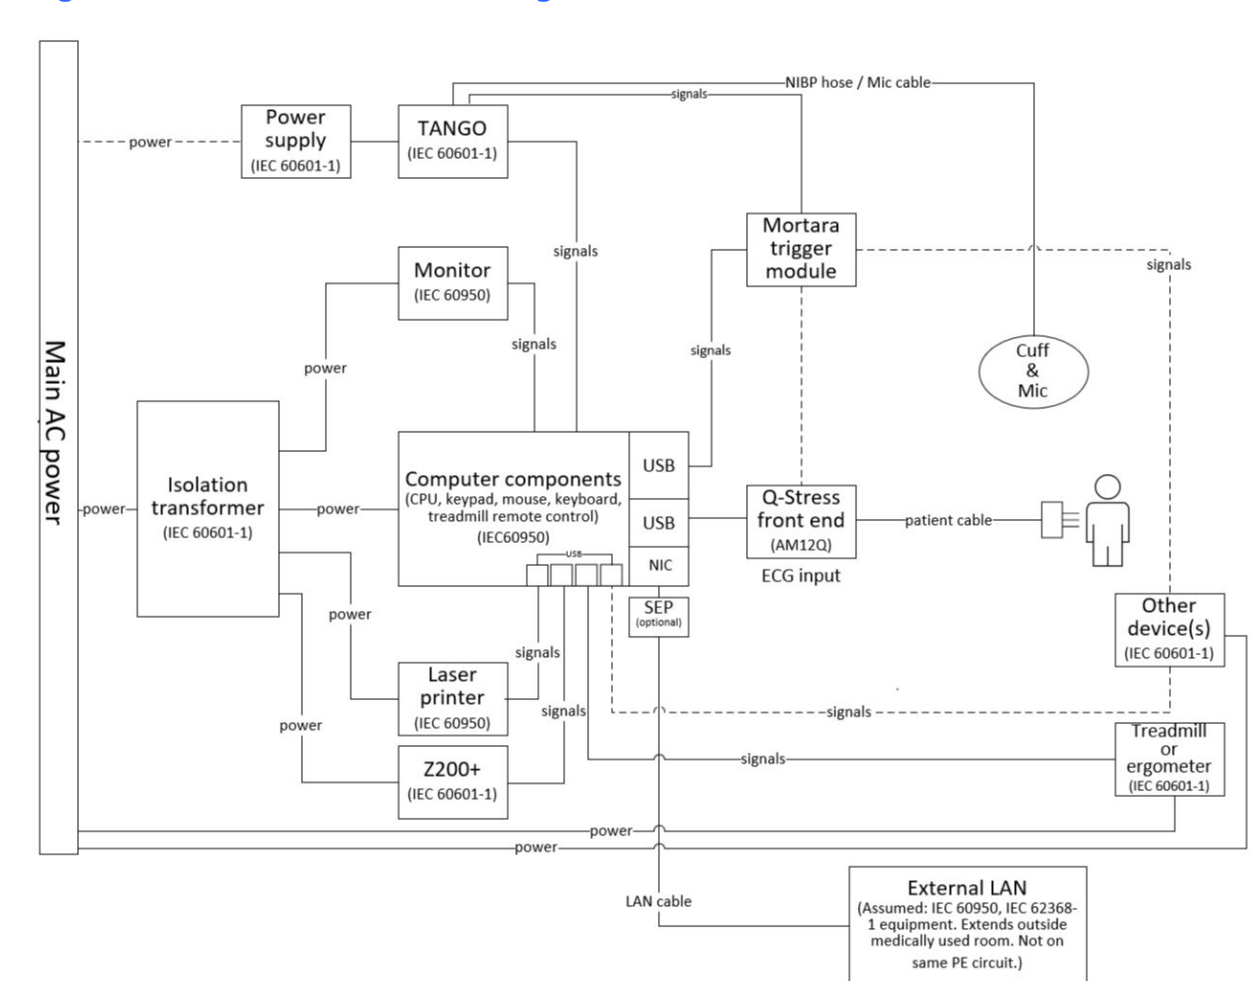 NIBP hose / Mic cable
signals
Power
supply
(IEC 60601-1)
TANGO
(IEC 60601-1)
power
Mortara
trigger
module
signals
signals
Monitor
(IEC 60950)
signals
signals
power
Cuff
&
Mic
Main AC power
Isolation
transformer
(IEC 60601-1)
power
power
Computer components
(CPU, keypad, mouse, keyboard,
treadmill remote control)
(IEC60950)
USB
USB
USB
NIC
Q-Stress
front end
(AM12Q)
ECG input
patient cable
SEP
(optional)
Other
device(s)
(IEC 60601-1)
power
signals
Laser
printer
(IEC 60950)
signals
signals
power
Z200+
(IEC 60601-1)
signals
Treadmill
or
ergometer
(IEC 60601-1)
power
power
LAN cable
External LAN
(Assumed: IEC 60950, IEC 62368-
1 equipment. Extends outside
medically used room. Not on
same PE circuit.)